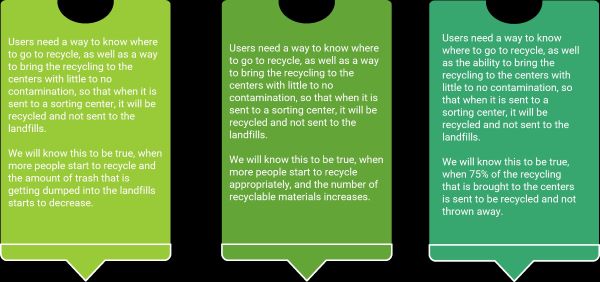 Users need a way to know where
to go to recycle, as well as a way
to bring the recycling to the
centers with little to no
contamination, so that when it is
sent to a sorting center, it will be
recycled and not sent to the
landfills.
We will know this to be true, when
more people start to recycle and
the amount of trash that is
getting dumped into the landfills
starts to decrease.
Users need a way to know where
to go to recycle, as well as a way
to bring the recycling to the
centers with little to no
contamination, so that when it is
sent to a sorting center, it will be
recycled and not sent to the
landfills.
We will know this to be true, when
more people start to recycle
appropriately, and the number of
recyclable materials increases.
Users need a way to know
where to go to recycle, as well
as the ability to bring the
recycling to the centers with
little to no contamination, so
that when it is sent to a
sorting center, it will be
recycled and not sent to the
landfills.
We will know this to be true,
when 75% of the recycling
that is brought to the centers
is sent to be recycled and not
thrown away.